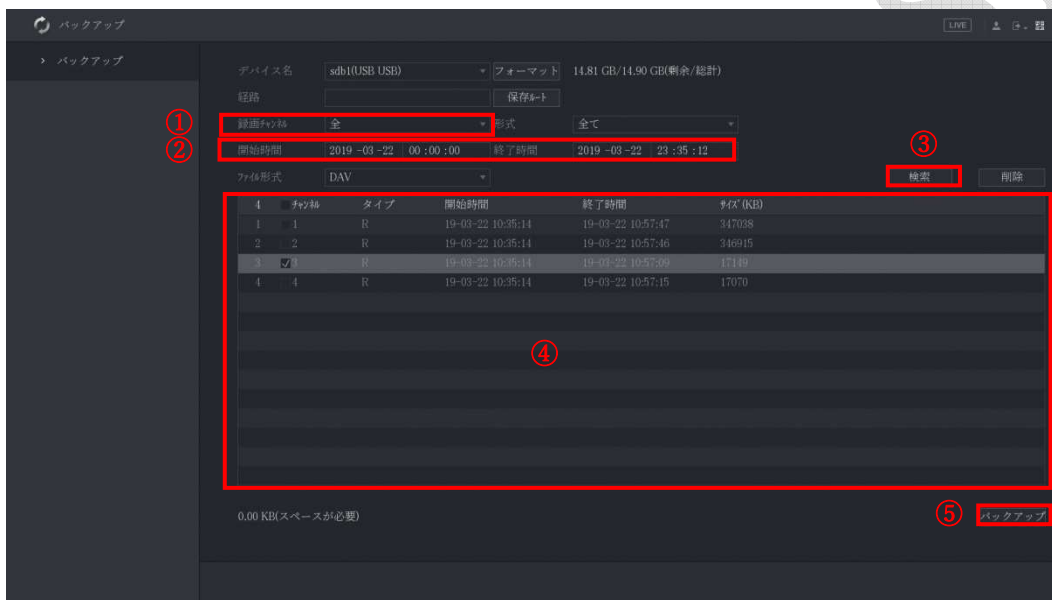 バックアップ LIVE
> バックアップ
デバイス名 sdb1(USB USB) フォーマット 14.81 GB/14.90 GB(剰余/総計)
経路 保存ルート
① 録画チャンネル 全 形式 全て
② 開始時間 2019 -03 -22 00 :00 :00 終了時間 2019 -03 -22 23 :35 :12
③
ファイル形式 DAV 検索 削除
4 チャンネル タイプ 開始時間 終了時間 サイズ(KB)
1 1 R 19-03-22 10:35:14 19-03-22 10:57:47 347038
2 2 R 19-03-22 10:35:14 19-03-22 10:57:46 346915
3 3 R 19-03-22 10:35:14 19-03-22 10:57:09 17149
4 4 R 19-03-22 10:35:14 19-03-22 10:57:15 17070
④
0.00 KB(スペースが必要) ⑤ バックアップ